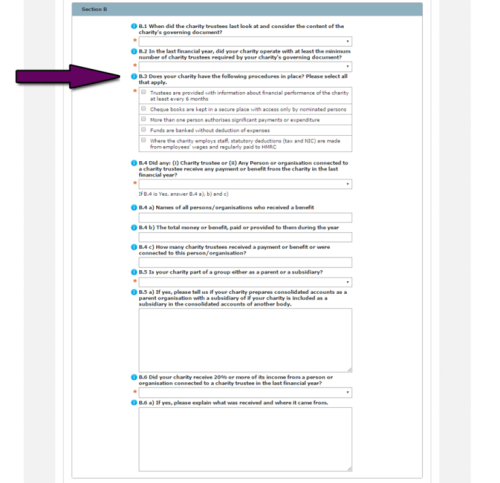 Section B
B.1 When did the charity trustees last look at and consider the content of the
charity's governing document?
B.2 In the last financial year, did your charity operate with at least the minimum
number of charity trustees required by your charity's governing document?
B.3 Does your charity have the following procedures in place? Please select all
that apply.
Trustees are provided with information about financial performance of the charity
at least every 6 months
Cheque books are kept in a secure place with access only by nominated persons
More than one person authorises significant payments or expenditure
Funds are banked without deduction of expenses
Where the charity employs staff, statutory deductions (tax and NIC) are made
from employees' wages and regularly paid to HMRC
B.4 Did any: (i) Charity trustee or (ii) Any Person or organisation connected to
a charity trustee receive any payment or benefit from the charity in the last
financial year?
If B.4 is Yes, answer B.4 a), b) and c)
B.4 a) Names of all persons/organisations who received a benefit
B.4 b) The total money or benefit, paid or provided to them during the year
B.4 c) How many charity trustees received a payment or benefit or were
connected to this person/organisation?
B.5 Is your charity part of a group either as a parent or a subsidiary?
B.5 a) If yes, please tell us if your charity prepares consolidated accounts as a
parent organisation with a subsidiary of if your charity is included as a
subsidiary in the consolidated accounts of another body.
B.6 Did your charity receive 20% or more of its income from a person or
organisation connected to a charity trustee in the last financial year?
B.6 a) If yes, please explain what was received and where it came from.